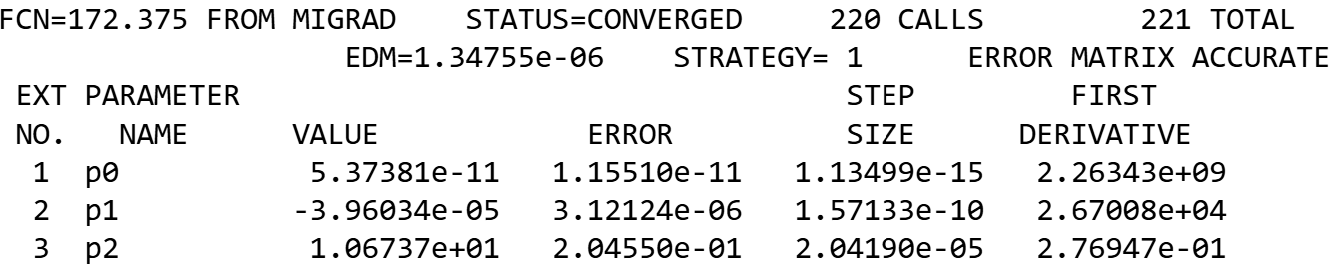 FCN=172.375 FROM MIGRAD    STATUS=CONVERGED     220 CALLS         221 TOTAL
EDM=1.34755e-06    STRATEGY= 1      ERROR MATRIX ACCURATE
EXT PARAMETER                                   STEP         FIRST
NO.   NAME      VALUE            ERROR          SIZE      DERIVATIVE
1  p0           5.37381e-11   1.15510e-11   1.13499e-15   2.26343e+09
2  p1          -3.96034e-05   3.12124e-06   1.57133e-10   2.67008e+04
3  p2           1.06737e+01   2.04550e-01   2.04190e-05   2.76947e-01